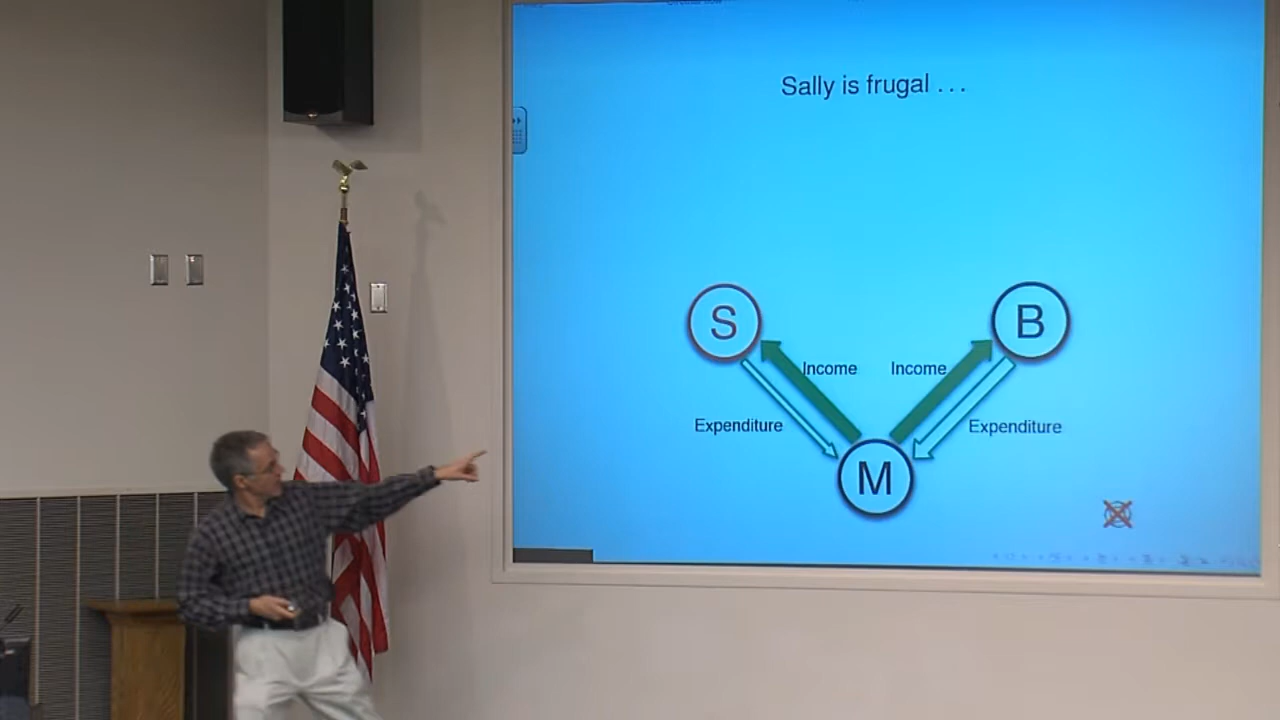 Sally is frugal ...
S
B
Income
Income
Expenditure
Expenditure
M